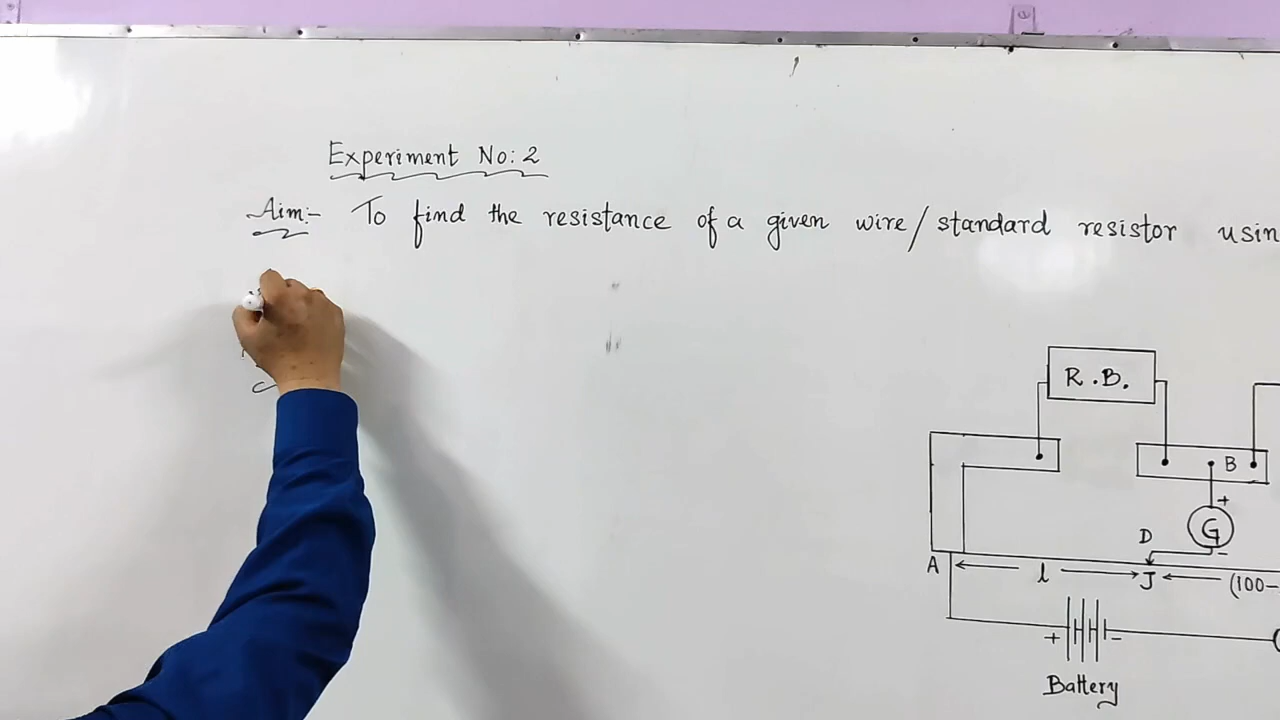 Experiment No: 2
Aim:- To find the resistance of a given wire/standard resistor usin
R.B.
B
+
G
D -
A l J (100-
+ -
Battery